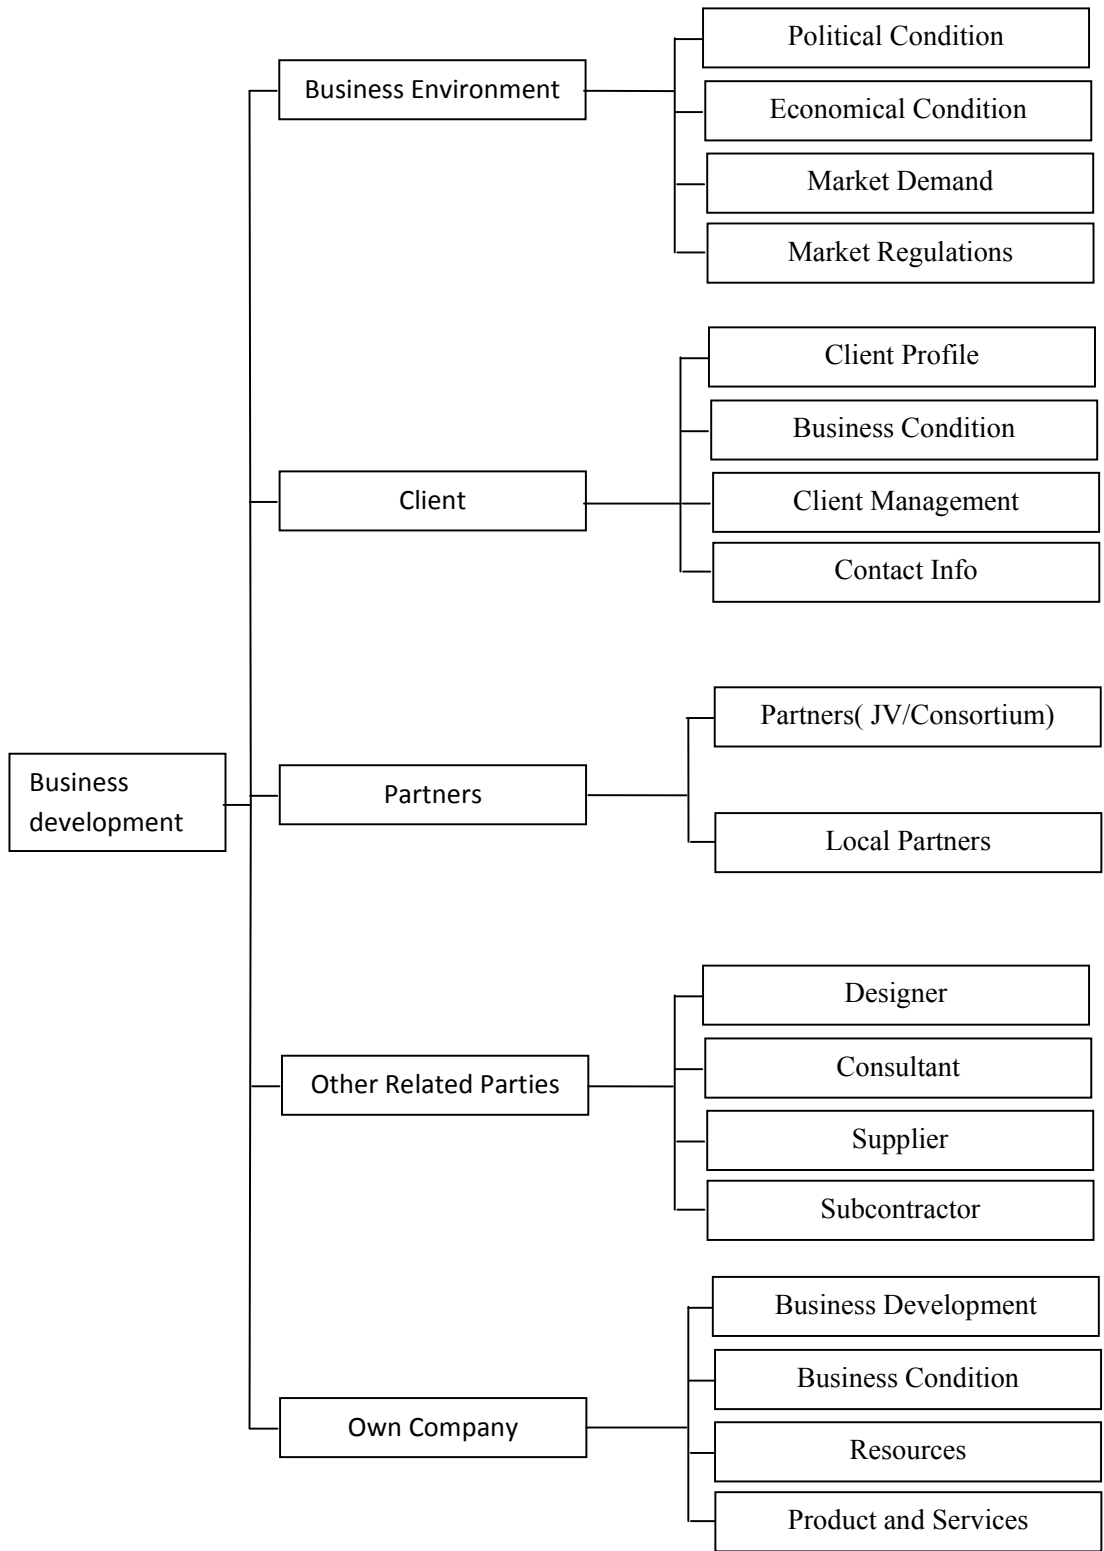 Political Condition
Business Environment
Economical Condition
Market Demand
Market Regulations
Client Profile
Business Condition
Client
Client Management
Contact Info
Partners( JV/Consortium)
Business
development
Partners
Local Partners
Designer
Other Related Parties
Consultant
Supplier
Subcontractor
Business Development
Business Condition
Own Company
Resources
Product and Services